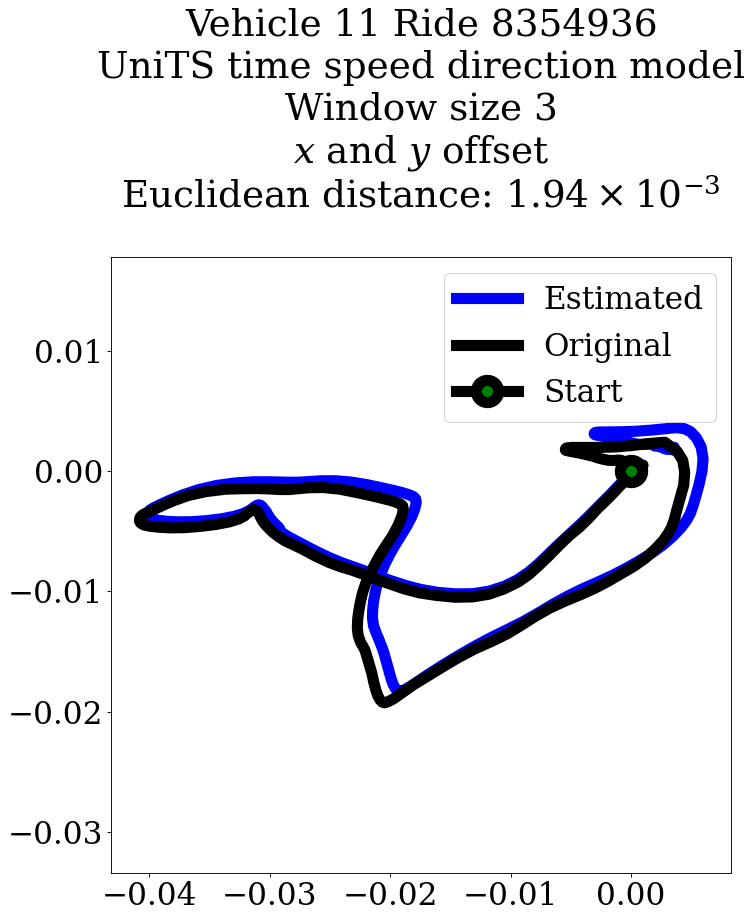 Vehicle 11 Ride 8354936
UniTS time speed direction model
Window size 3
x and y offset
Euclidean distance: 1.94 × 10⁻³
Estimated
Original
Start
0.01
0.00
−0.01
−0.02
−0.03
−0.04 −0.03 −0.02 −0.01 0.00